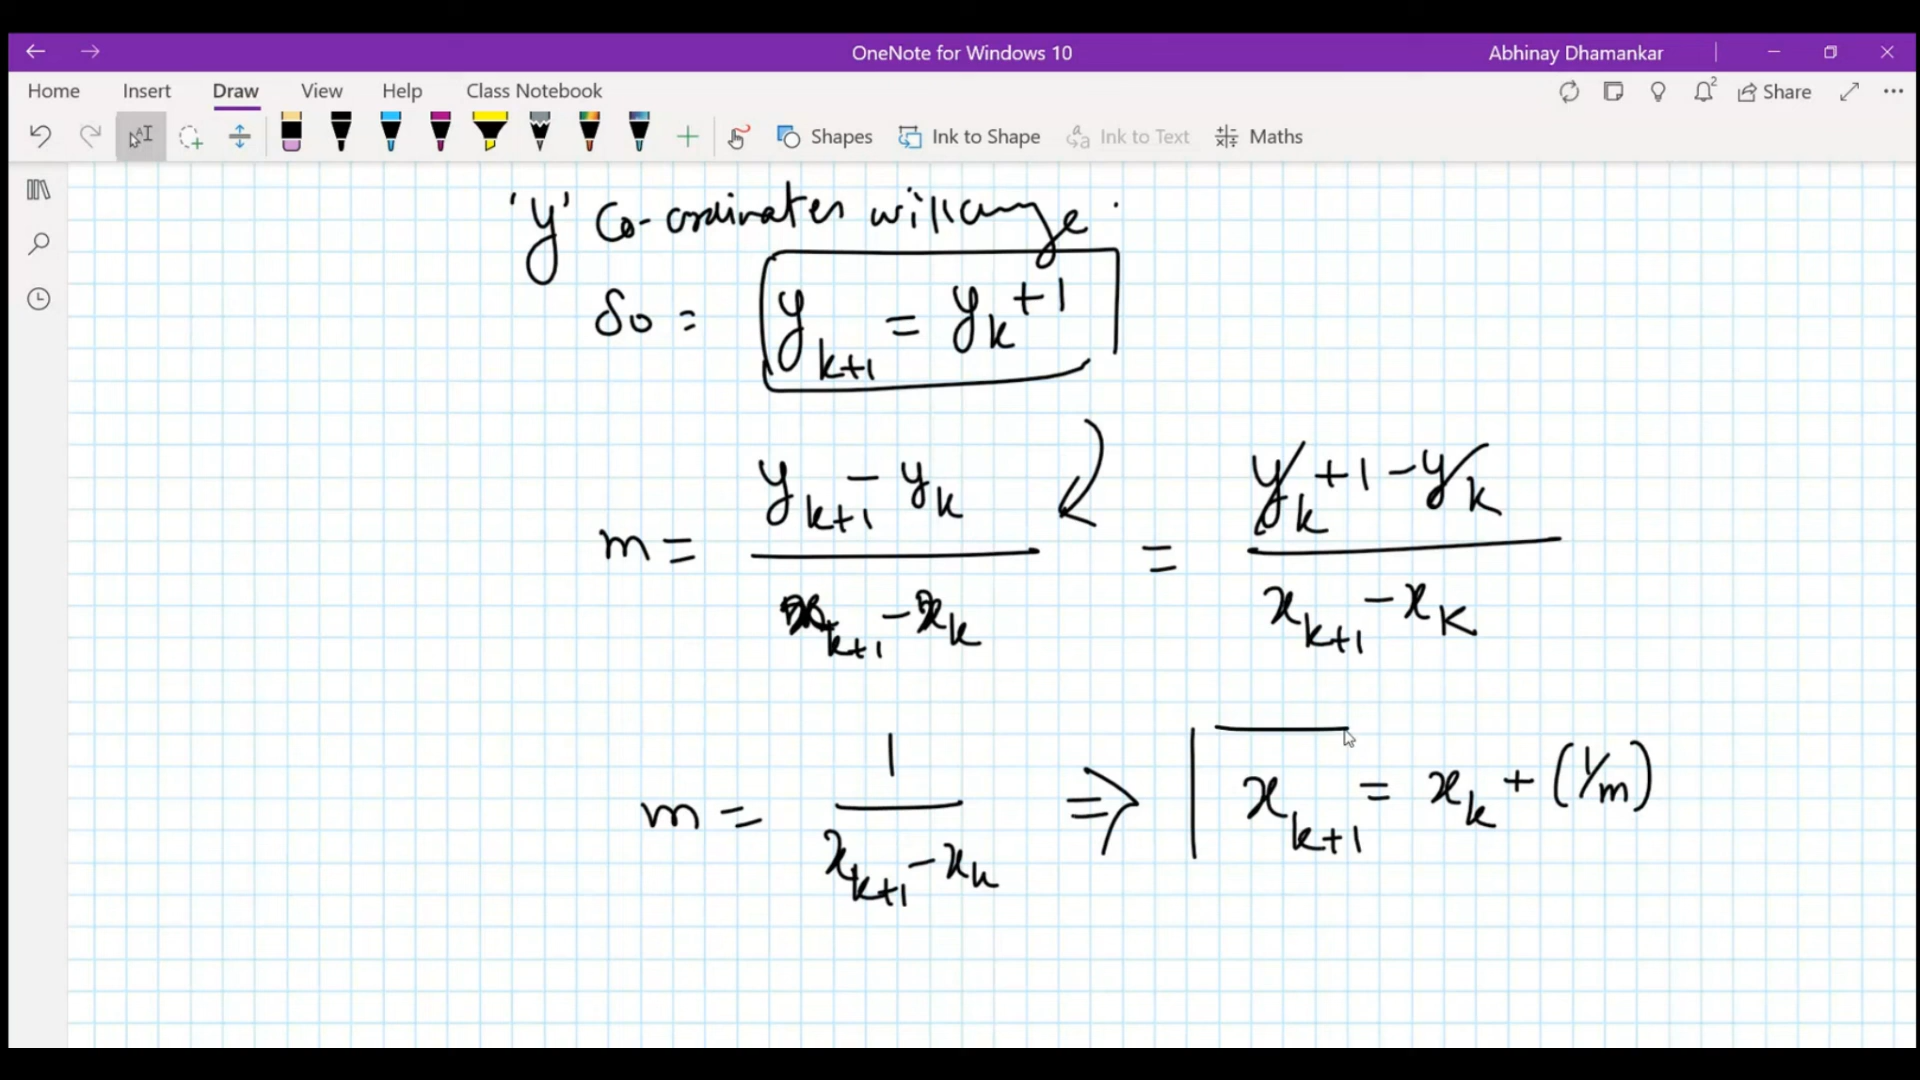 OneNote for Windows 10
Abhinay Dhamankar
Home Insert Draw View Help Class Notebook
Share
Shapes Ink to Shape Ink to Text Maths
'y' Co-ordinates will
So = y_{k+1} = y_k + 1
m = (y_{k+1} - y_k) / (x_{k+1} - x_k) = (y_k + 1 - y_k) / (x_{k+1} - x_k)
m = 1 / (x_{k+1} - x_k) ⇒ x_{k+1} = x_k + (1/m)